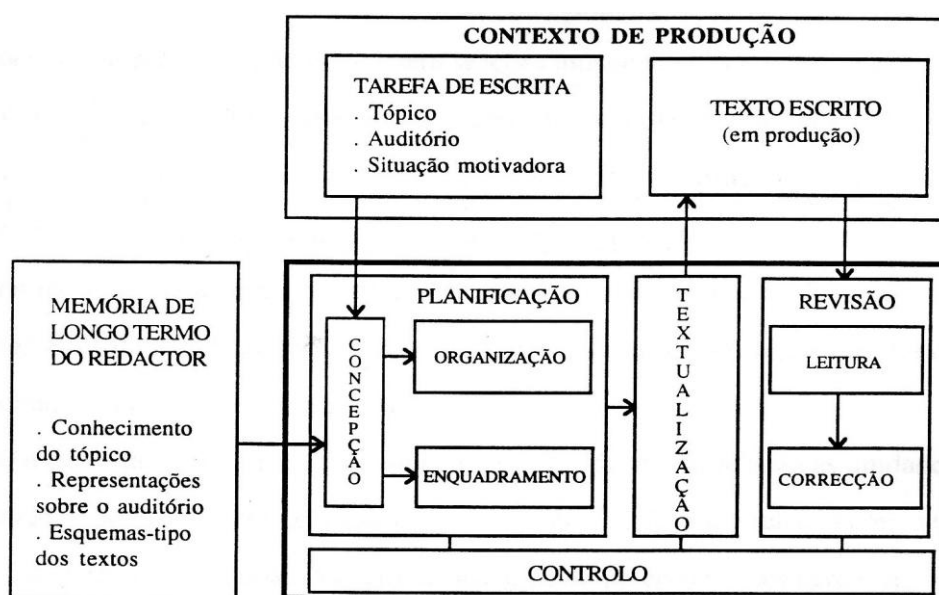 CONTEXTO DE PRODUÇÃO
TAREFA DE ESCRITA
. Tópico
. Auditório
. Situação motivadora
TEXTO ESCRITO
(em produção)
MEMÓRIA DE
LONGO TERMO
DO REDACTOR
. Conhecimento
do tópico
. Representações
sobre o auditório
. Esquemas-tipo
dos textos
PLANIFICAÇÃO
CONCEPÇÃO
ORGANIZAÇÃO
ENQUADRAMENTO
TEXTUALIZAÇÃO
REVISÃO
LEITURA
CORRECÇÃO
CONTROLO